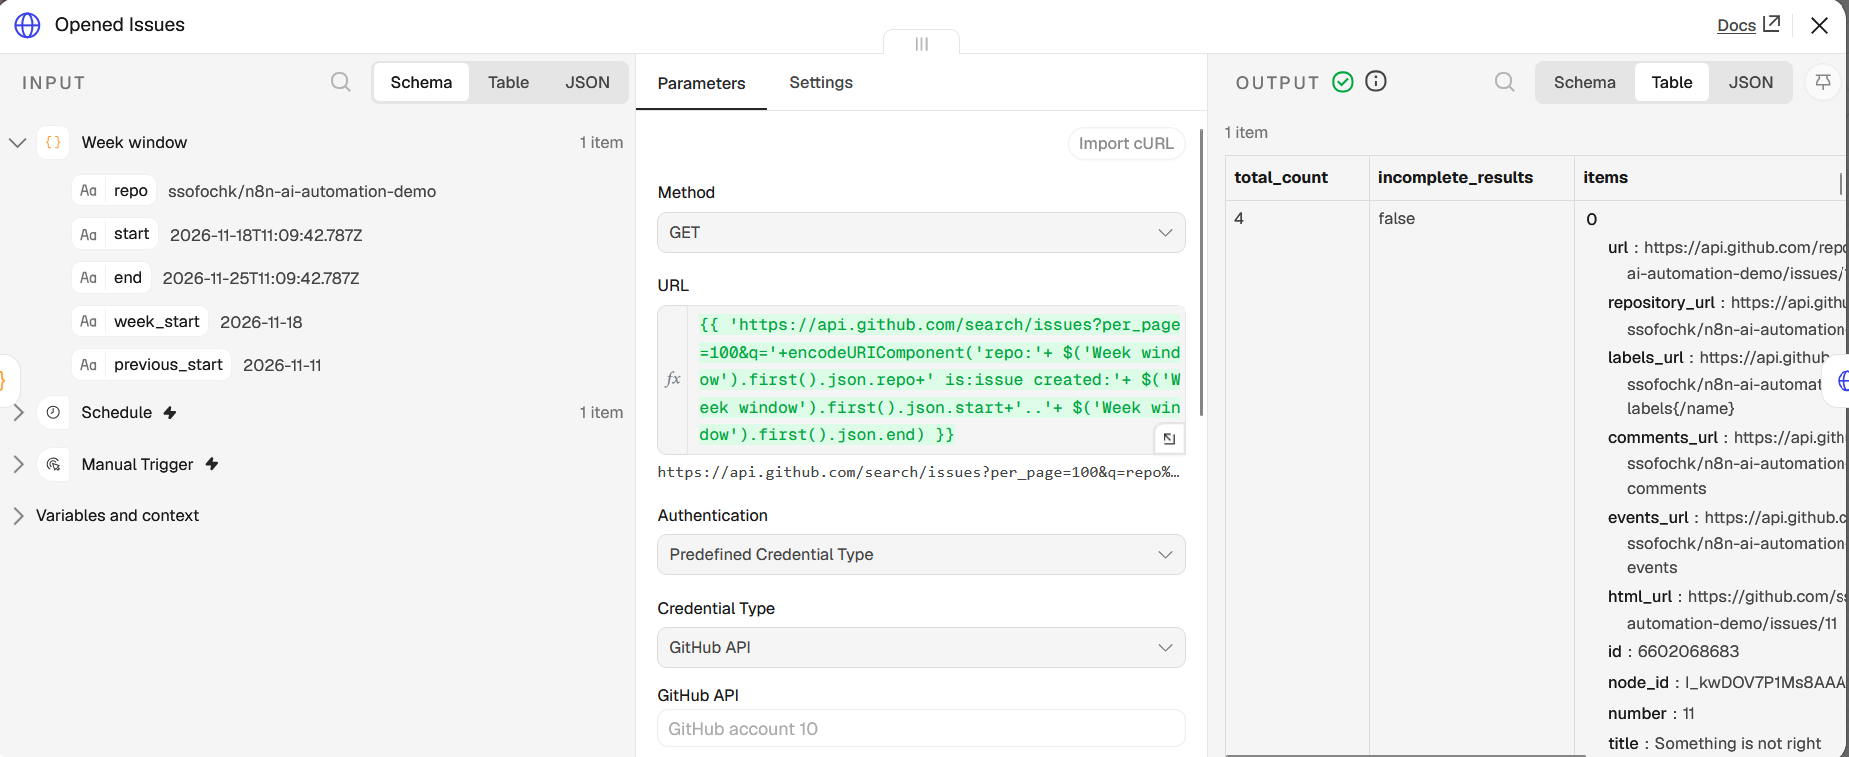 Opened Issues
Docs
INPUT
Schema
Table
JSON
Week window
1 item
Aa repo ssofochk/n8n-ai-automation-demo
Aa start 2026-11-18T11:09:42.787Z
Aa end 2026-11-25T11:09:42.787Z
Aa week_start 2026-11-18
Aa previous_start 2026-11-11
Schedule
1 item
Manual Trigger
Variables and context
Parameters
Settings
Import cURL
Method
GET
URL
fx
{{ 'https://api.github.com/search/issues?per_page
=100&q='+encodeURIComponent('repo:'+ $('Week wind
ow').first().json.repo+' is:issue created:'+ $('W
eek window').first().json.start+'..'+ $('Week win
dow').first().json.end) }}
https://api.github.com/search/issues?per_page=100&q=repo%…
Authentication
Predefined Credential Type
Credential Type
GitHub API
GitHub API
GitHub account 10
OUTPUT
Schema
Table
JSON
1 item
total_count
incomplete_results
items
4
false
0
url : https://api.github.com/repo
ai-automation-demo/issues/
repository_url : https://api.githu
ssofochk/n8n-ai-automation-
labels_url : https://api.github.
ssofochk/n8n-ai-automat
labels{/name}
comments_url : https://api.gith
ssofochk/n8n-ai-automation-
comments
events_url : https://api.github.c
ssofochk/n8n-ai-automation-
events
html_url : https://github.com/ss
automation-demo/issues/11
id : 6602068683
node_id : I_kwDOV7P1Ms8AAA
number : 11
title : Something is not right